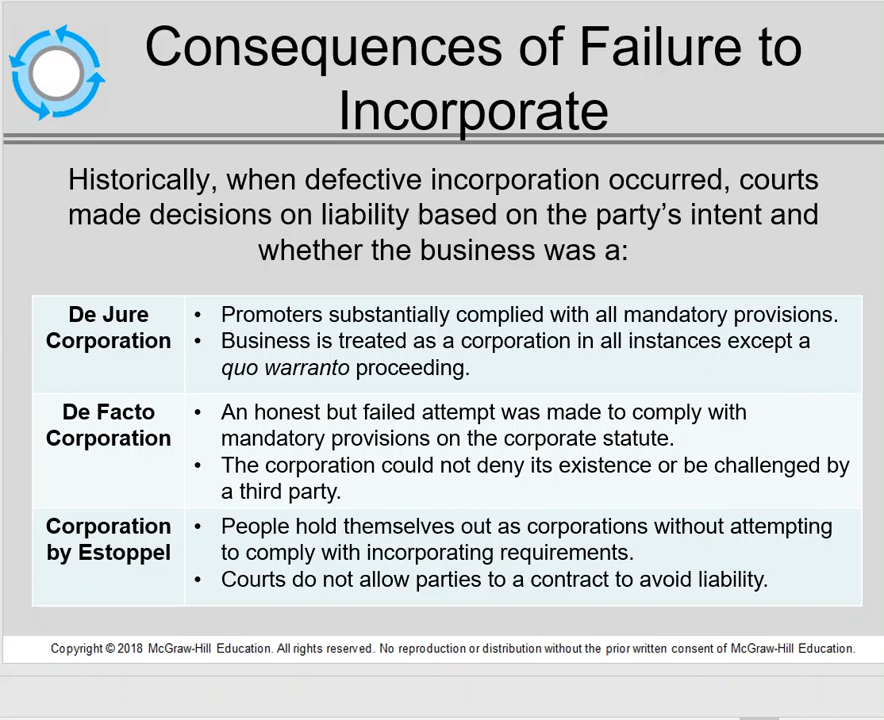 Consequences of Failure to
Incorporate
Historically, when defective incorporation occurred, courts
made decisions on liability based on the party’s intent and
whether the business was a:
De Jure
Corporation
• Promoters substantially complied with all mandatory provisions.
• Business is treated as a corporation in all instances except a
quo warranto proceeding.
De Facto
Corporation
• An honest but failed attempt was made to comply with
mandatory provisions on the corporate statute.
• The corporation could not deny its existence or be challenged by
a third party.
Corporation
by Estoppel
• People hold themselves out as corporations without attempting
to comply with incorporating requirements.
• Courts do not allow parties to a contract to avoid liability.
Copyright © 2018 McGraw-Hill Education. All rights reserved. No reproduction or distribution without the prior written consent of McGraw-Hill Education.